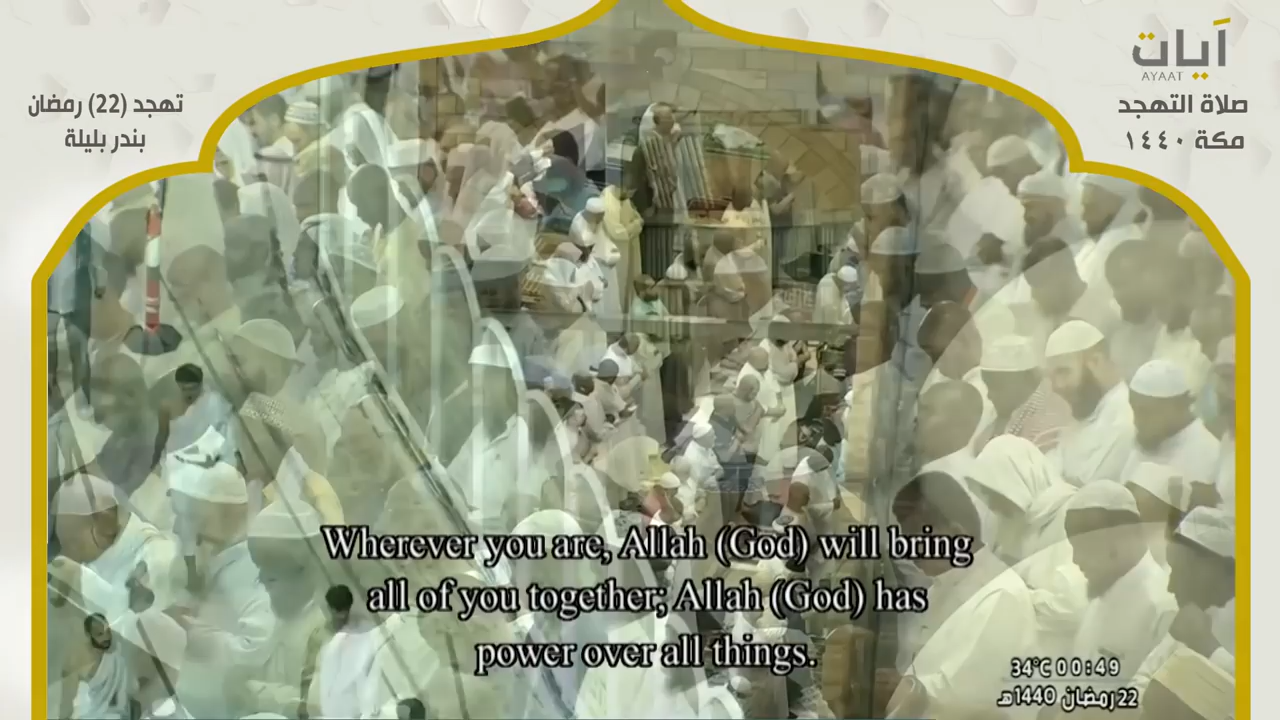 آيات
AYAAT
صلاة التهجد
مكة ١٤٤٠
تهجد (22) رمضان
بندر بليلة
Wherever you are, Allah (God) will bring
all of you together; Allah (God) has
power over all things.
34°C 00:49
22 رمضان 1440هـ